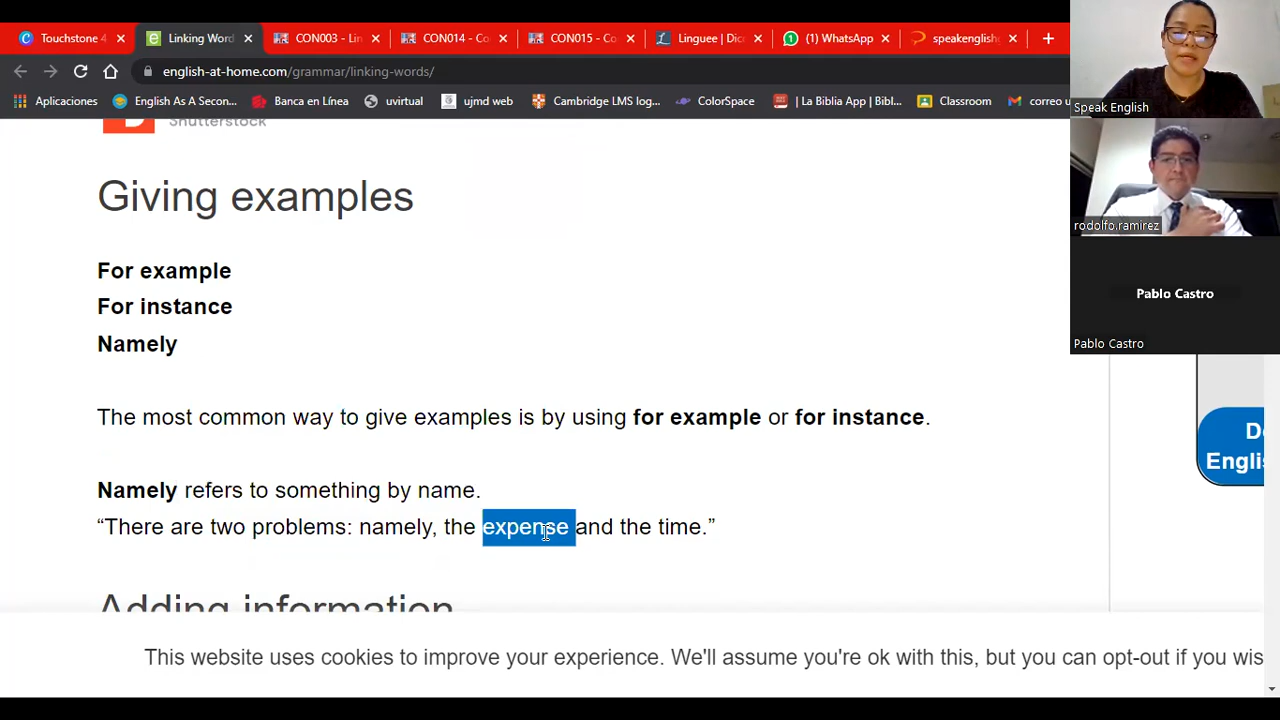 Touchstone 4
Linking Word
CON003 - Lin
CON014 - Co
CON015 - Co
Linguee | Dicc
(1) WhatsApp
speakenglish
english-at-home.com/grammar/linking-words/
Aplicaciones
English As A Secon...
Banca en Línea
uvirtual
ujmd web
Cambridge LMS log...
ColorSpace
| La Biblia App | Bibl...
Classroom
correo u
Speak English
rodolfo.ramirez
Pablo Castro
Pablo Castro
Shutterstock
Giving examples
For example
For instance
Namely
The most common way to give examples is by using for example or for instance.
Namely refers to something by name.
“There are two problems: namely, the expense and the time.”
Adding information
Engli
This website uses cookies to improve your experience. We'll assume you're ok with this, but you can opt-out if you wis